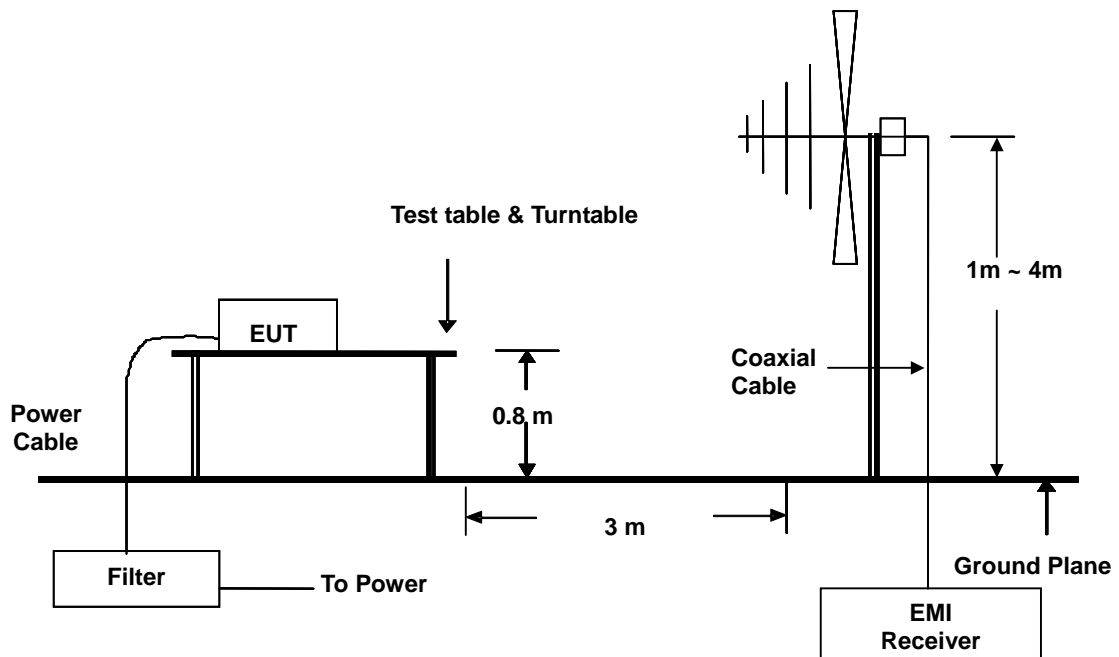 Test table & Turntable
1m ~ 4m
EUT
Coaxial
Cable
0.8 m
Power
Cable
3 m
Ground Plane
Filter
To Power
EMI
Receiver